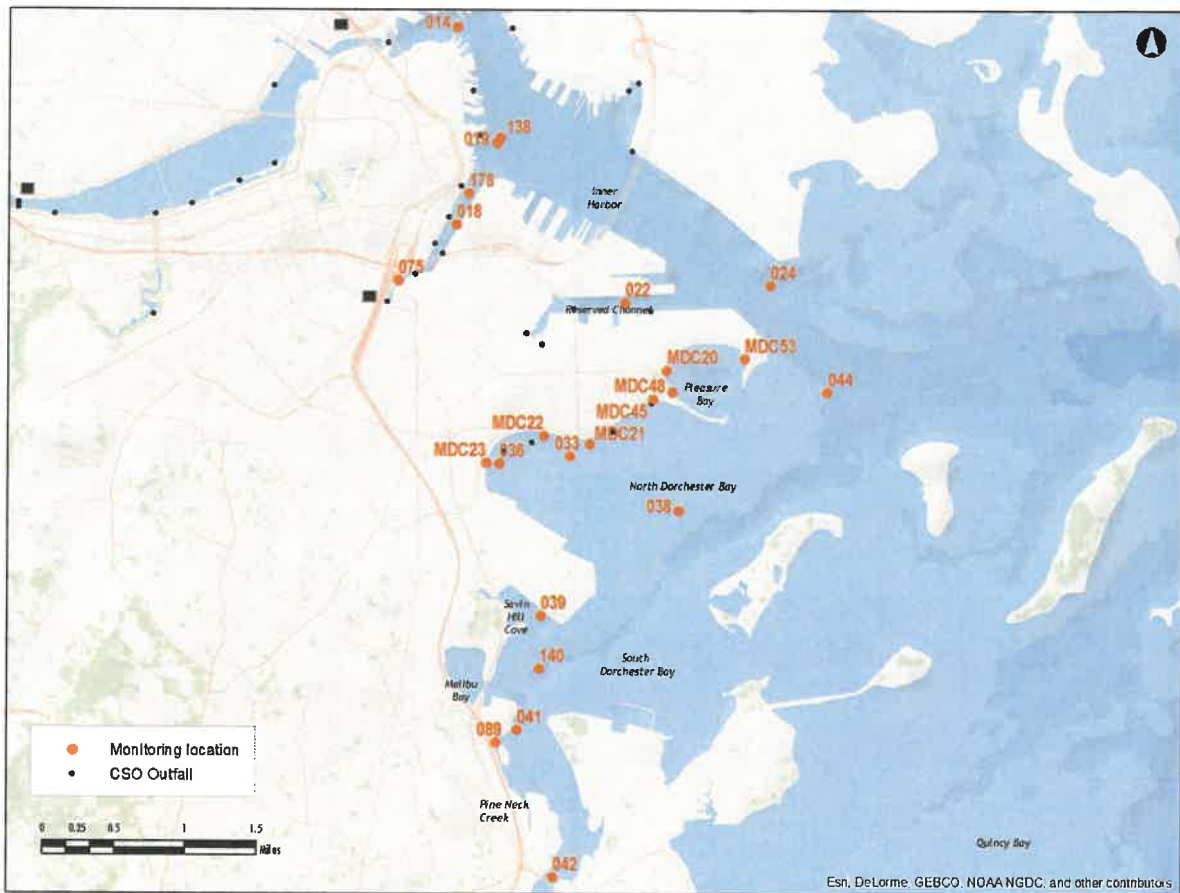 014
138
019
178
Inner
Harbor
018
075
024
022
Reserved Channel
MDC53
MDC20
044
MDC48
Pleasure
Bay
MDC45
MDC22
MDC21
033
MDC23
036
North Dorchester Bay
038
Savin
Hill
Cove
039
140
South
Dorchester Bay
Malibu
Bay
041
089
Monitoring location
CSO Outfall
Pine Neck
Creek
0 0.25 0.5 1 1.5
Miles
Quincy Bay
042
Esri, DeLorme, GEBCO, NOAA NGDC, and other contributors